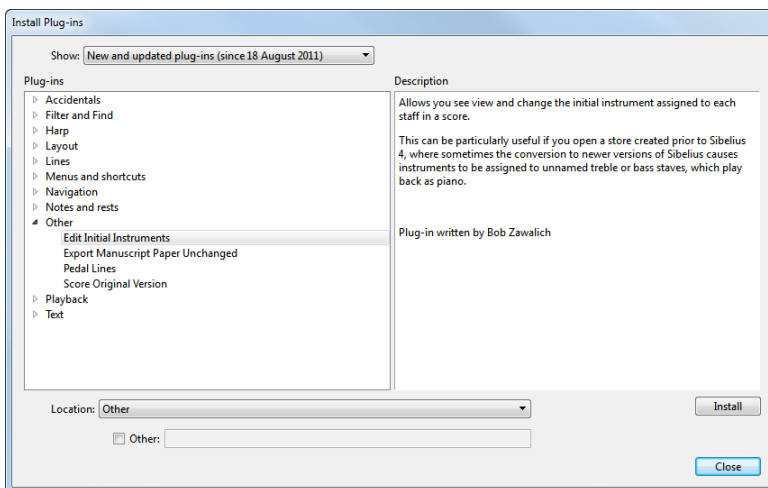 Install Plug-ins
Show: New and updated plug-ins (since 18 August 2011)
Plug-ins
Accidentals
Filter and Find
Harp
Layout
Lines
Menus and shortcuts
Navigation
Notes and rests
Other
Edit Initial Instruments
Export Manuscript Paper Unchanged
Pedal Lines
Score Original Version
Playback
Text
Description
Allows you see view and change the initial instrument assigned to each
staff in a score.
This can be particularly useful if you open a store created prior to Sibelius
4, where sometimes the conversion to newer versions of Sibelius causes
instruments to be assigned to unnamed treble or bass staves, which play
back as piano.
Plug-in written by Bob Zawalich
Location: Other
Install
Other:
Close